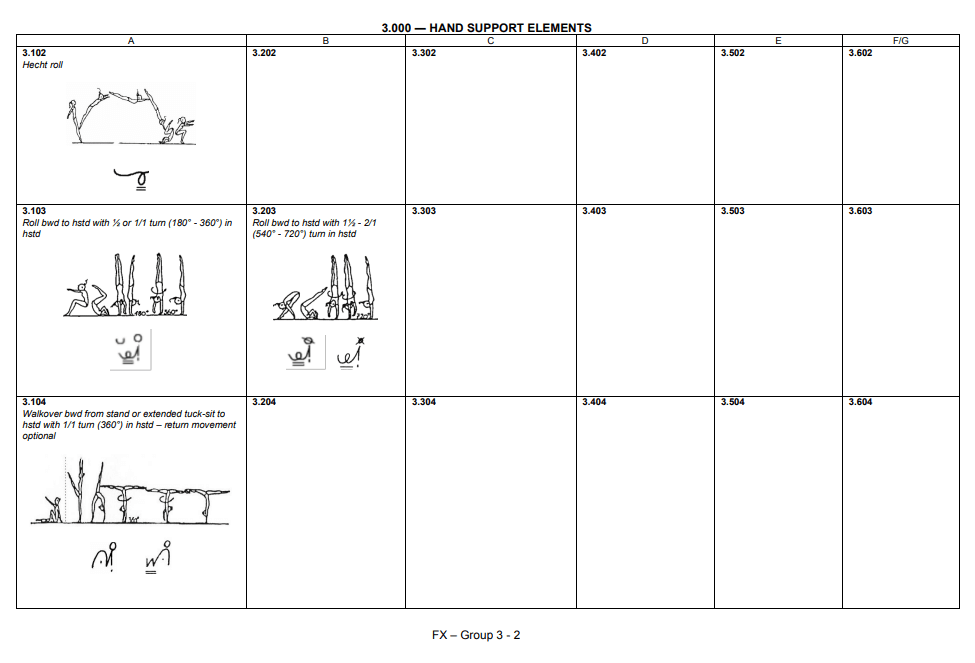 3.000 — HAND SUPPORT ELEMENTS
A B C D E F/G
3.102 3.202 3.302 3.402 3.502 3.602
Hecht roll
3.103 3.203 3.303 3.403 3.503 3.603
Roll bwd to hstd with ½ or 1/1 turn (180° - 360°) in
hstd
Roll bwd to hstd with 1½ - 2/1
(540° - 720°) turn in hstd
180° 360°
720°
3.104 3.204 3.304 3.404 3.504 3.604
Walkover bwd from stand or extended tuck-sit to
hstd with 1/1 turn (360°) in hstd – return movement
optional
FX – Group 3 - 2